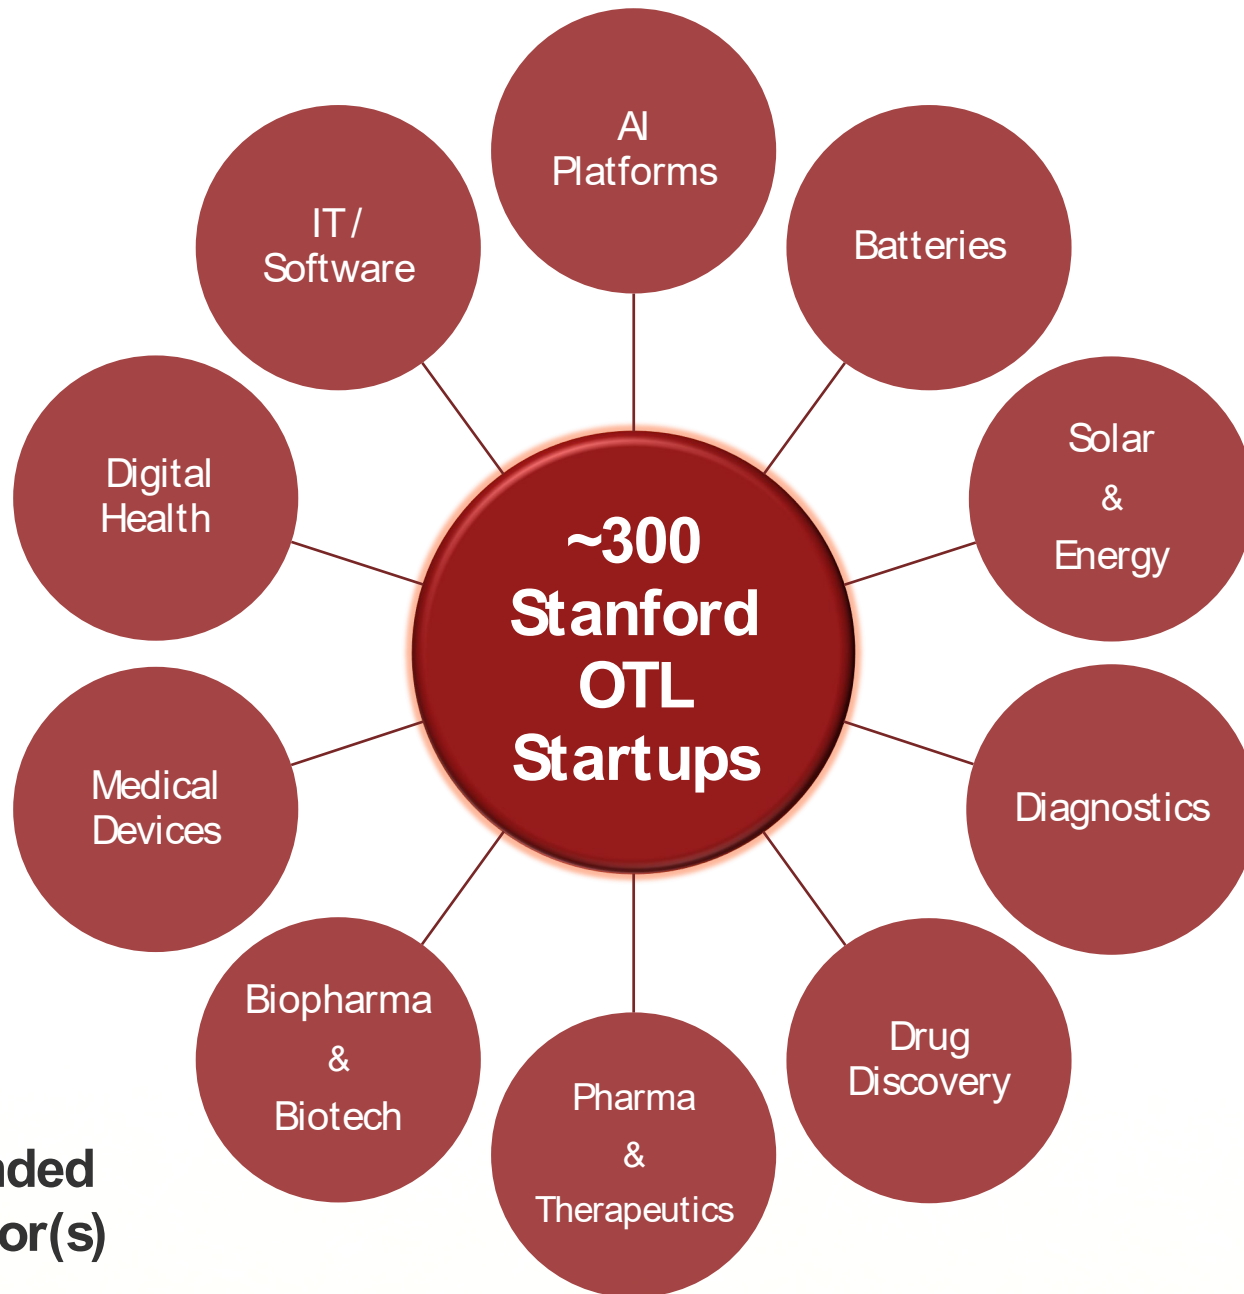 AI
Platforms
Batteries
Solar
&
Energy
Diagnostics
Drug
Discovery
Pharma
&
Therapeutics
Biopharma
&
Biotech
Medical
Devices
Digital
Health
IT/
Software
~300
Stanford
OTL
Startups